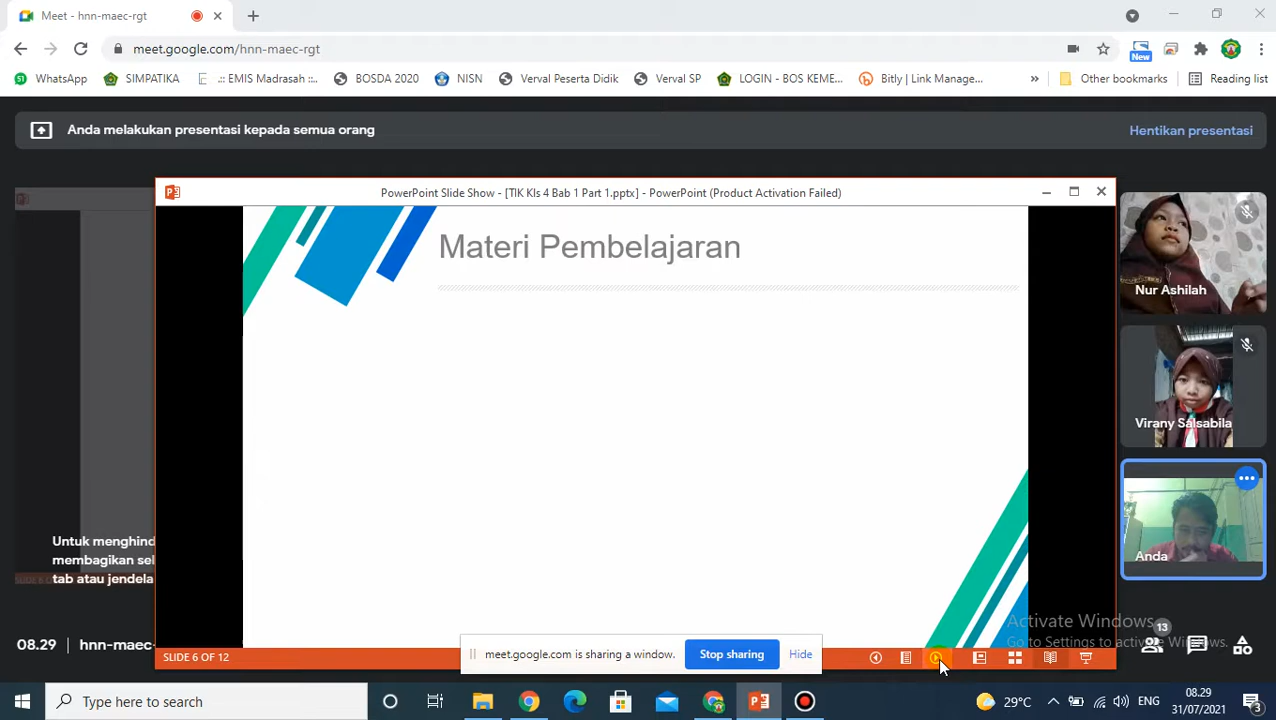 Meet - hnn-maec-rgt
meet.google.com/hnn-maec-rgt
New
WhatsApp
SIMPATIKA
.:: EMIS Madrasah ::..
BOSDA 2020
NISN
Verval Peserta Didik
Verval SP
LOGIN - BOS KEME...
Bitly | Link Manage...
»
Other bookmarks
Reading list
Anda melakukan presentasi kepada semua orang
Hentikan presentasi
PowerPoint Slide Show - [TIK Kls 4 Bab 1 Part 1.pptx] - PowerPoint (Product Activation Failed)
Materi Pembelajaran
Nur Ashilah
Virany Salsabila
Anda
Untuk menghind
membagikan sel
tab atau jendela
Activate Windows
Go to Settings to activate Windows.
13
08.29 | hnn-maec-
meet.google.com is sharing a window.
Stop sharing
Hide
SLIDE 6 OF 12
Type here to search
29°C
ENG
08.29
31/07/2021
3